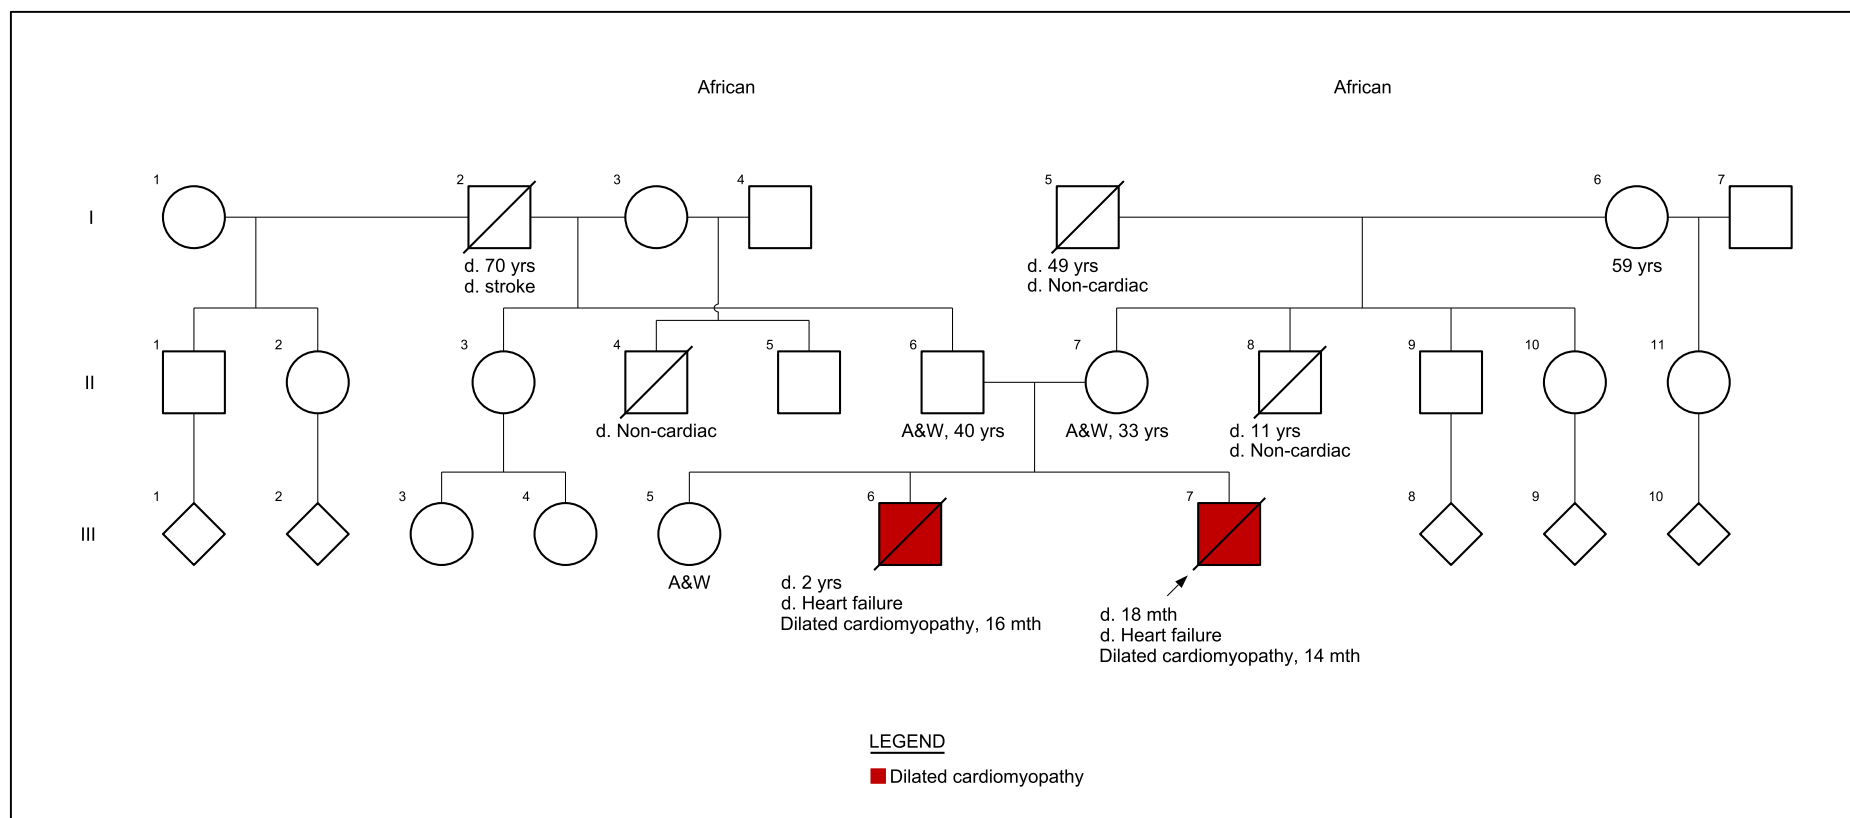 African
African
1
2
3
4
5
6
7
I
d. 70 yrs
d. stroke
d. 49 yrs
d. Non-cardiac
59 yrs
1
2
3
4
5
6
7
8
9
10
11
II
d. Non-cardiac
A&W, 40 yrs
A&W, 33 yrs
d. 11 yrs
d. Non-cardiac
1
2
3
4
5
6
7
8
9
10
III
A&W
d. 2 yrs
d. Heart failure
Dilated cardiomyopathy, 16 mth
d. 18 mth
d. Heart failure
Dilated cardiomyopathy, 14 mth
LEGEND
Dilated cardiomyopathy